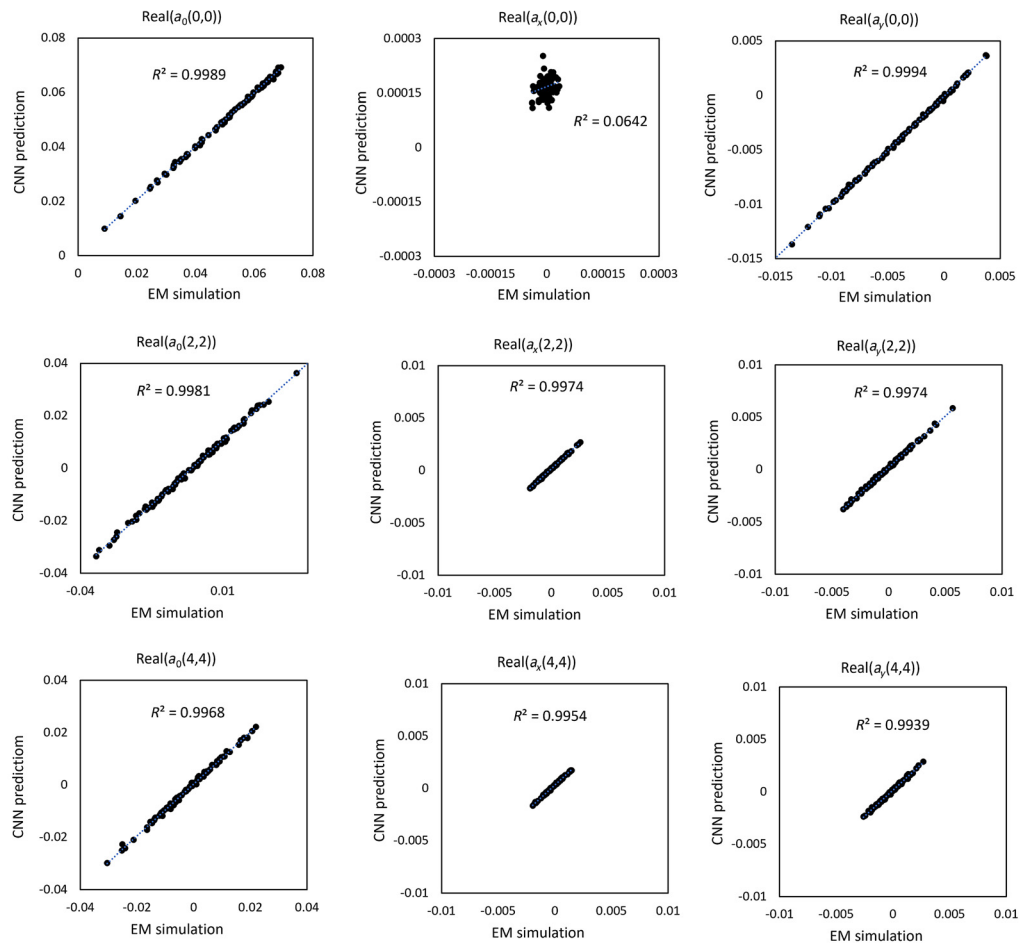 Real(a₀(0,0))
0.08
0.06
0.04
0.02
0
R² = 0.9989
CNN predictiom
0
0.02
0.04
0.06
0.08
EM simulation
Real(aₓ(0,0))
0.0003
0.00015
0
-0.00015
-0.0003
R² = 0.0642
CNN predictiom
-0.0003
-0.00015
0
0.00015
0.0003
EM simulation
Real(aᵧ(0,0))
0.005
0
-0.005
-0.01
-0.015
R² = 0.9994
CNN predictiom
-0.015
-0.01
-0.005
0
0.005
EM simulation
Real(a₀(2,2))
0.04
0.02
0
-0.02
-0.04
R² = 0.9981
CNN predictiom
-0.04
0.01
EM simulation
Real(aₓ(2,2))
0.01
0.005
0
-0.005
-0.01
R² = 0.9974
CNN predictiom
-0.01
-0.005
0
0.005
0.01
EM simulation
Real(aᵧ(2,2))
0.01
0.005
0
-0.005
-0.01
R² = 0.9974
CNN predictiom
-0.01
-0.005
0
0.005
0.01
EM simulation
Real(a₀(4,4))
0.04
0.02
0
-0.02
-0.04
R² = 0.9968
CNN predictiom
-0.04
-0.02
0
0.02
0.04
EM simulation
Real(aₓ(4,4))
0.01
0.005
0
-0.005
-0.01
R² = 0.9954
CNN predictiom
-0.01
-0.005
0
0.005
0.01
EM simulation
Real(aᵧ(4,4))
0.01
0.005
0
-0.005
-0.01
R² = 0.9939
CNN predictiom
-0.01
-0.005
0
0.005
0.01
EM simulation